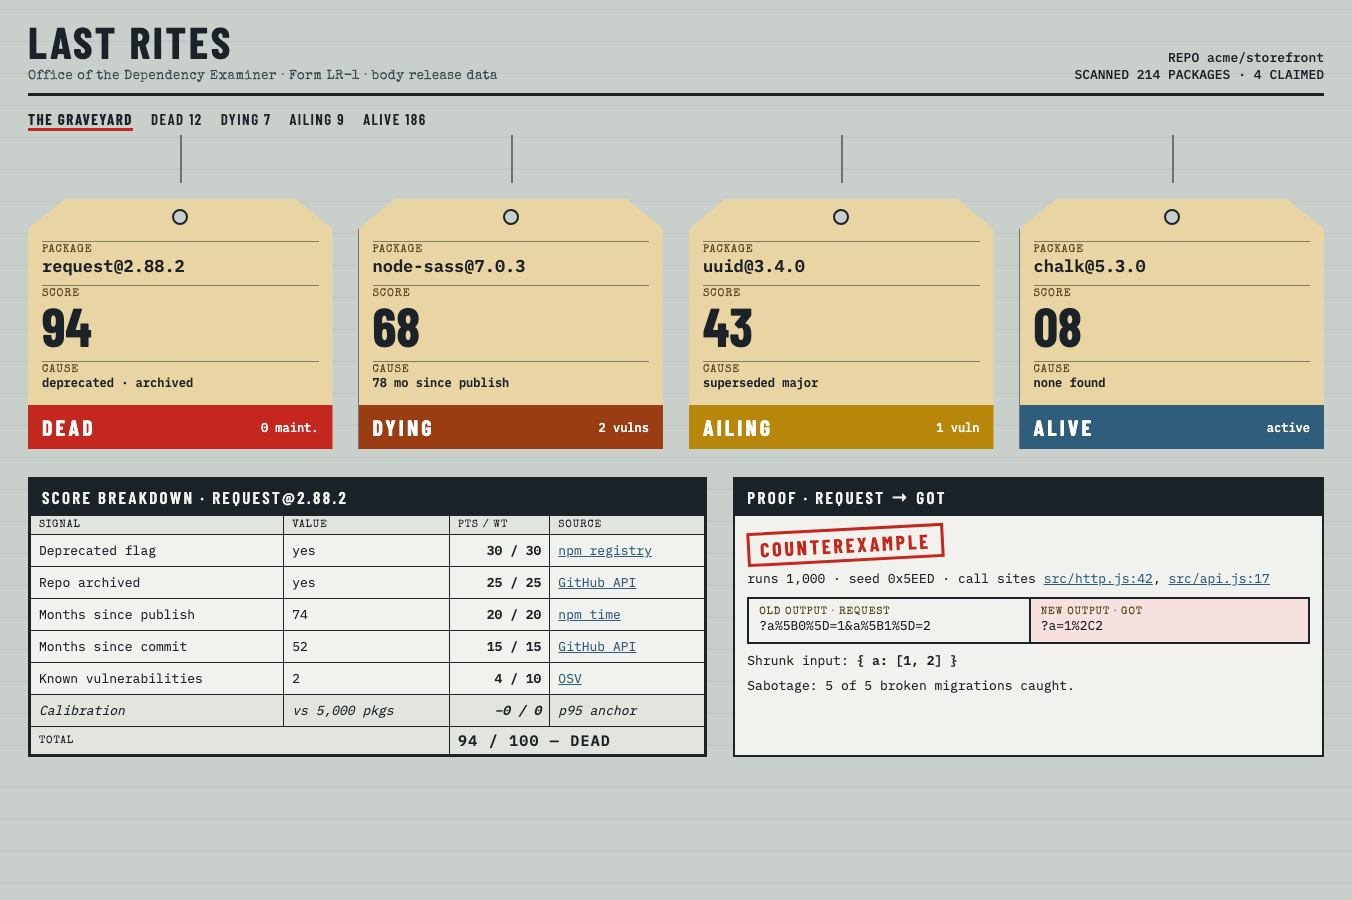 LAST RITES
Office of the Dependency Examiner · Form LR-1 · body release data
REPO acme/storefront
SCANNED 214 PACKAGES · 4 CLAIMED
THE GRAVEYARD DEAD 12 DYING 7 AILING 9 ALIVE 186
PACKAGE
request@2.88.2
SCORE
94
CAUSE
deprecated · archived
DEAD 0 maint.
PACKAGE
node-sass@7.0.3
SCORE
68
CAUSE
78 mo since publish
DYING 2 vulns
PACKAGE
uuid@3.4.0
SCORE
43
CAUSE
superseded major
AILING 1 vuln
PACKAGE
chalk@5.3.0
SCORE
08
CAUSE
none found
ALIVE active
SCORE BREAKDOWN · REQUEST@2.88.2
SIGNAL VALUE PTS / WT SOURCE
Deprecated flag yes 30 / 30 npm registry
Repo archived yes 25 / 25 GitHub API
Months since publish 74 20 / 20 npm time
Months since commit 52 15 / 15 GitHub API
Known vulnerabilities 2 4 / 10 OSV
Calibration vs 5,000 pkgs −0 / 0 p95 anchor
TOTAL 94 / 100 — DEAD
PROOF · REQUEST → GOT
COUNTEREXAMPLE
runs 1,000 · seed 0x5EED · call sites src/http.js:42, src/api.js:17
OLD OUTPUT · REQUEST
?a%5B0%5D=1&a%5B1%5D=2
NEW OUTPUT · GOT
?a=1%2C2
Shrunk input: { a: [1, 2] }
Sabotage: 5 of 5 broken migrations caught.